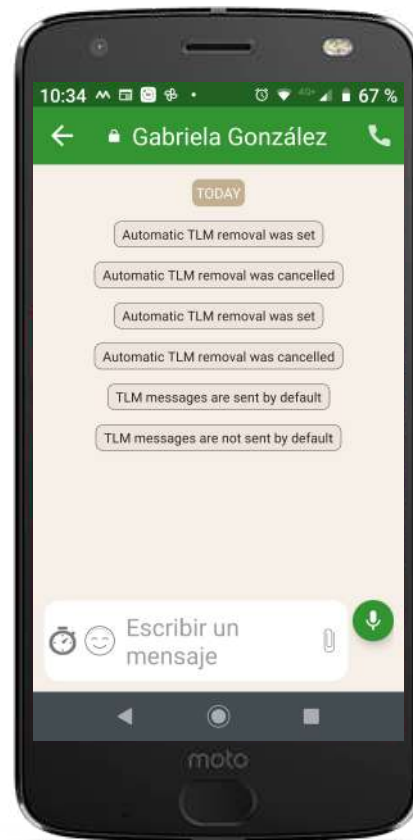 10:34
4G+
67 %
Gabriela González
TODAY
Automatic TLM removal was set
Automatic TLM removal was cancelled
Automatic TLM removal was set
Automatic TLM removal was cancelled
TLM messages are sent by default
TLM messages are not sent by default
Escribir un
mensaje
moto